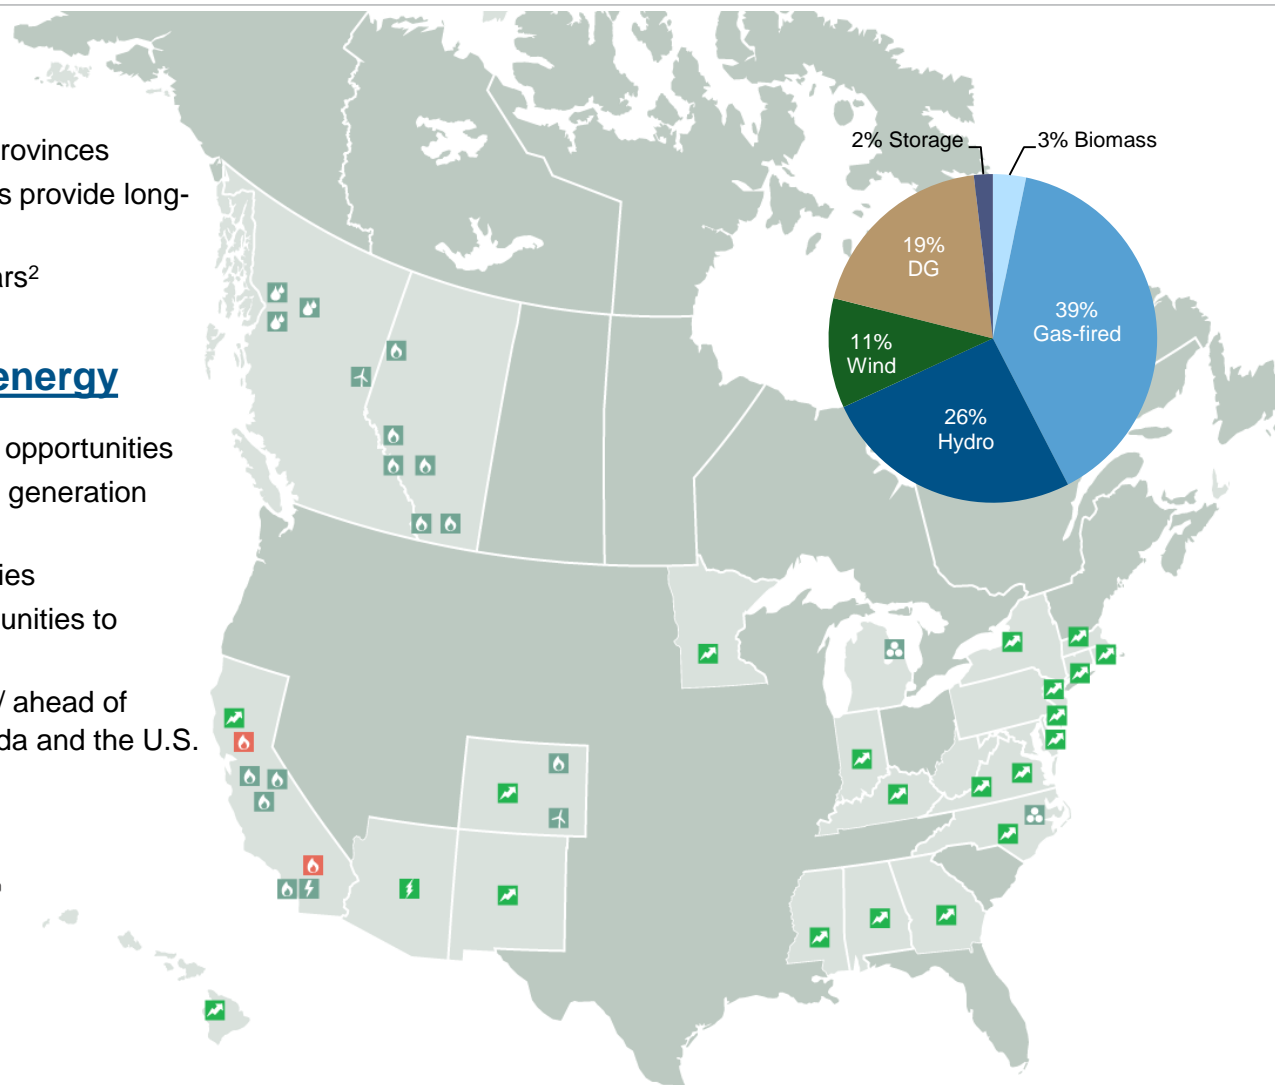 rovinces
s provide long-
ars2
energy
opportunities
generation
ies
unities to
/ ahead of
da and the U.S.
2% Storage
3% Biomass
19%
DG
39%
Gas-fired
11%
Wind
26%
Hydro